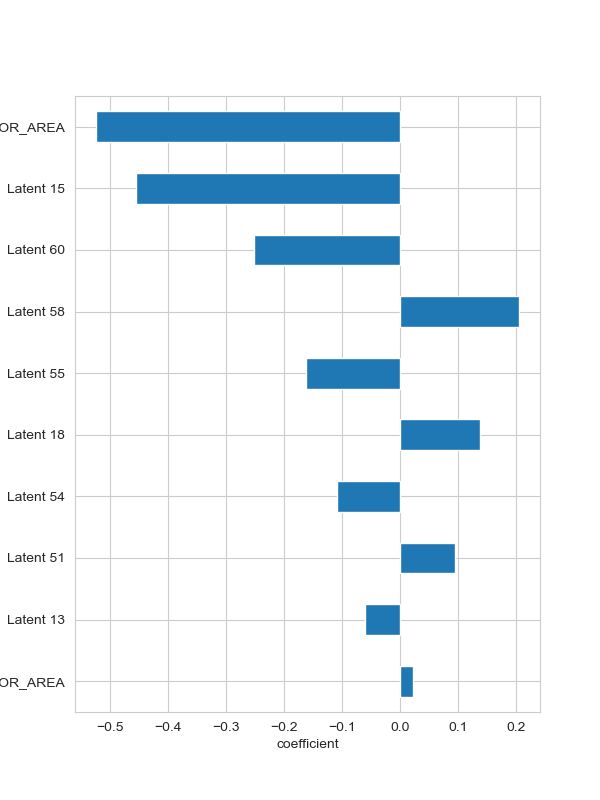 OR_AREA
Latent 15
Latent 60
Latent 58
Latent 55
Latent 18
Latent 54
Latent 51
Latent 13
OR_AREA
−0.5 −0.4 −0.3 −0.2 −0.1 0.0 0.1 0.2
coefficient